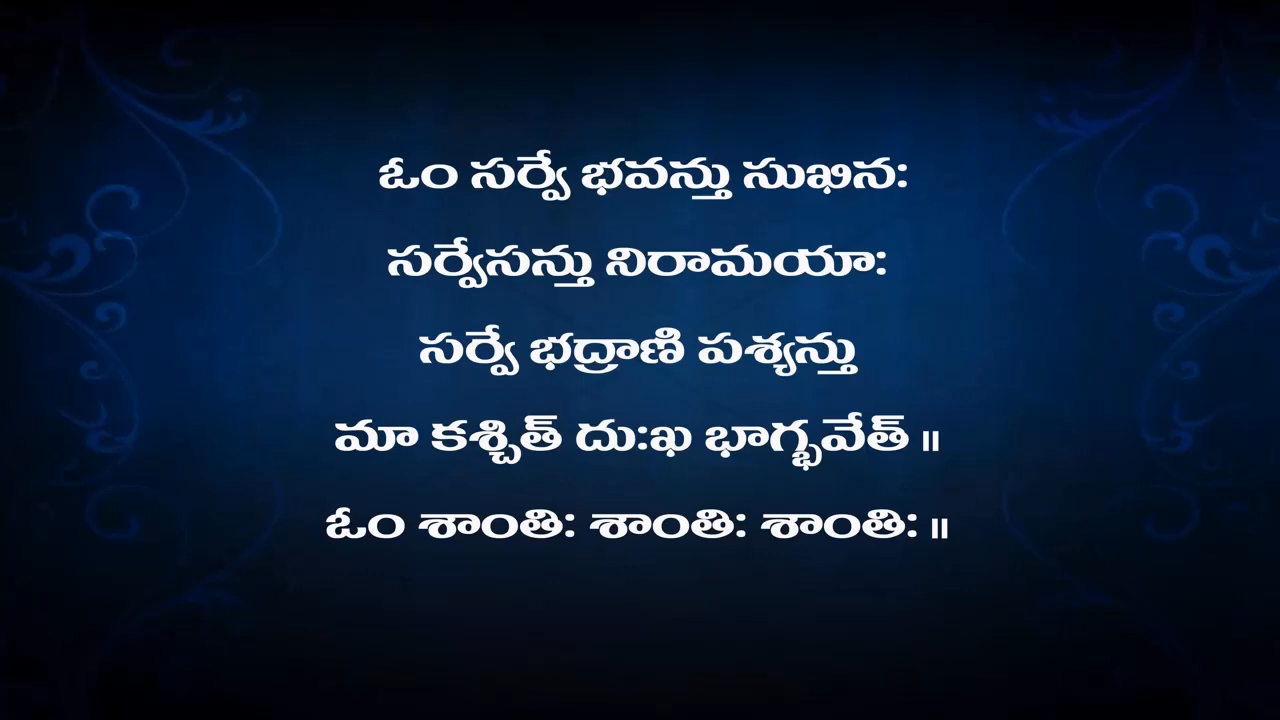 ఓం సర్వే భవన్తు సుఖినః
సర్వేసన్తు నిరామయాః
సర్వే భద్రాణి పశ్యన్తు
మా కశ్చిత్ దుఃఖ భాగ్భవేత్ ॥
ఓం శాంతిః శాంతిః శాంతిః ॥